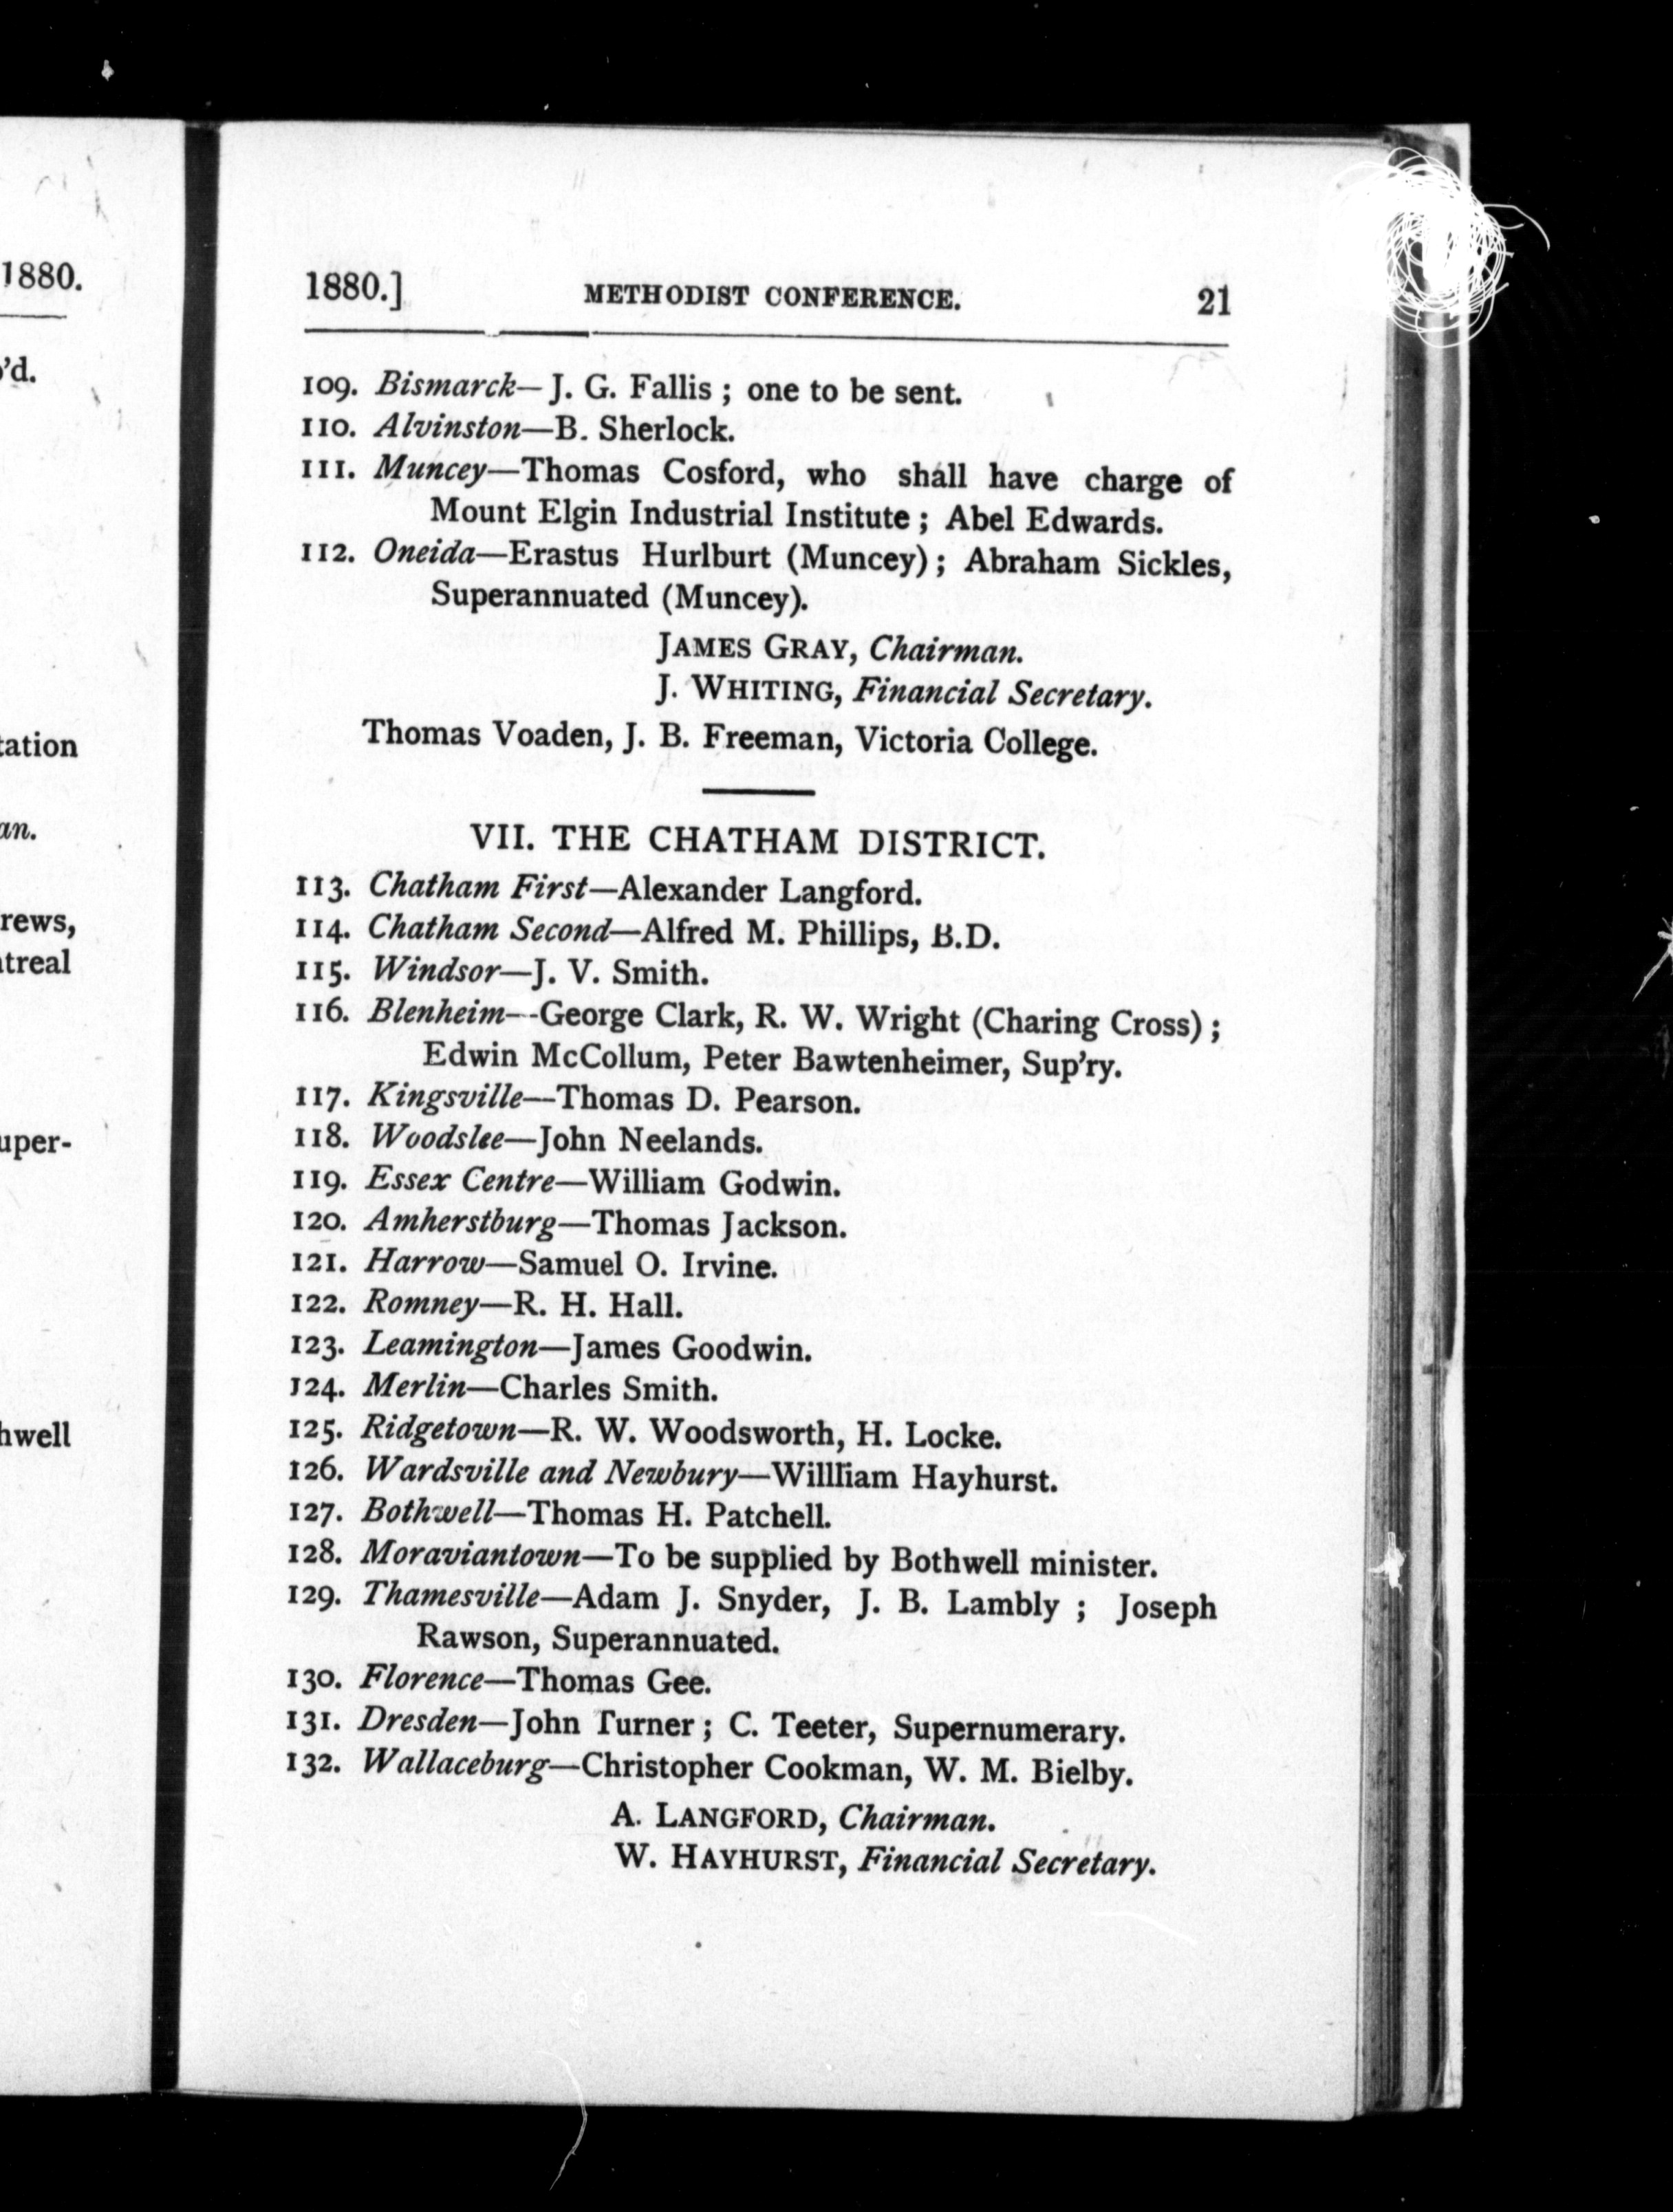 1880.
'd.
tation
an.
rews,
treal
uper-
hwell
1880.] METHODIST CONFERENCE. 21
109. Bismarck—J. G. Fallis ; one to be sent.
110. Alvinston—B. Sherlock.
111. Muncey—Thomas Cosford, who shall have charge of
Mount Elgin Industrial Institute ; Abel Edwards.
112. Oneida—Erastus Hurlburt (Muncey) ; Abraham Sickles,
Superannuated (Muncey).
JAMES GRAY, Chairman.
J. WHITING, Financial Secretary.
Thomas Voaden, J. B. Freeman, Victoria College.
VII. THE CHATHAM DISTRICT.
113. Chatham First—Alexander Langford.
114. Chatham Second—Alfred M. Phillips, B.D.
115. Windsor—J. V. Smith.
116. Blenheim--George Clark, R. W. Wright (Charing Cross) ;
Edwin McCollum, Peter Bawtenheimer, Sup'ry.
117. Kingsville—Thomas D. Pearson.
118. Woodslee—John Neelands.
119. Essex Centre—William Godwin.
120. Amherstburg—Thomas Jackson.
121. Harrow—Samuel O. Irvine.
122. Romney—R. H. Hall.
123. Leamington—James Goodwin.
124. Merlin—Charles Smith.
125. Ridgetown—R. W. Woodsworth, H. Locke.
126. Wardsville and Newbury—Willliam Hayhurst.
127. Bothwell—Thomas H. Patchell.
128. Moraviantown—To be supplied by Bothwell minister.
129. Thamesville—Adam J. Snyder, J. B. Lambly ; Joseph
Rawson, Superannuated.
130. Florence—Thomas Gee.
131. Dresden—John Turner ; C. Teeter, Supernumerary.
132. Wallaceburg—Christopher Cookman, W. M. Bielby.
A. LANGFORD, Chairman.
W. HAYHURST, Financial Secretary.